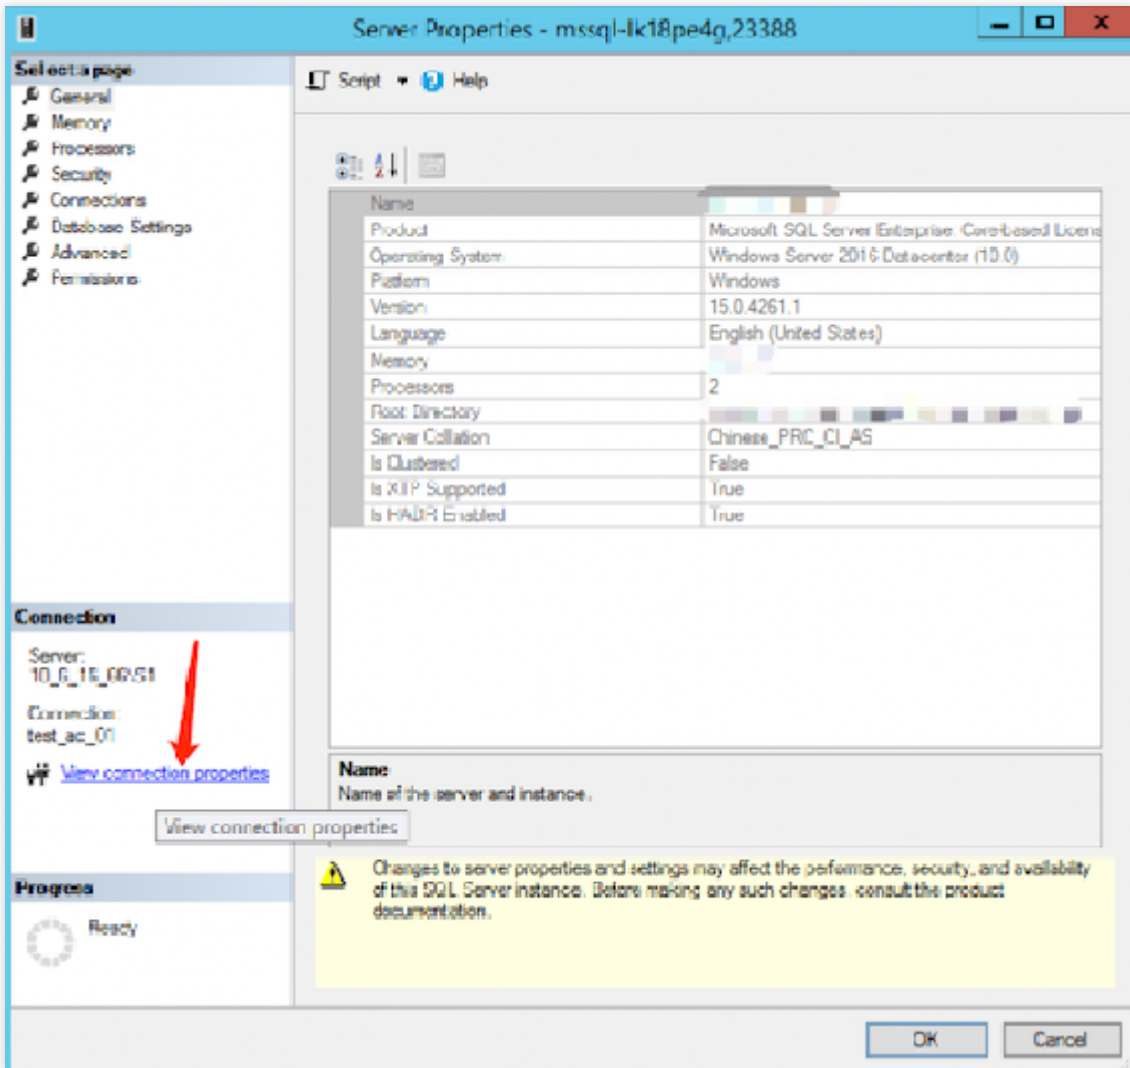 Server Properties - mssql-lk18pe4g,23388
Select a page
General
Memory
Processors
Security
Connections
Database Settings
Advanced
Permissions
Script Help
Name
Product Microsoft SQL Server Enterprise: Core-based Licens
Operating System Windows Server 2016 Datacenter (10.0)
Platform Windows
Version 15.0.4261.1
Language English (United States)
Memory
Processors 2
Root Directory
Server Collation Chinese_PRC_CI_AS
Is Clustered False
Is XTP Supported True
Is HADR Enabled True
Connection
Server:
Connection:
test_ac_01
View connection properties
View connection properties
Name
Name of the server and instance.
Changes to server properties and settings may affect the performance, security, and availability
of this SQL Server instance. Before making any such changes, consult the product
documentation.
Progress
Ready
OK Cancel